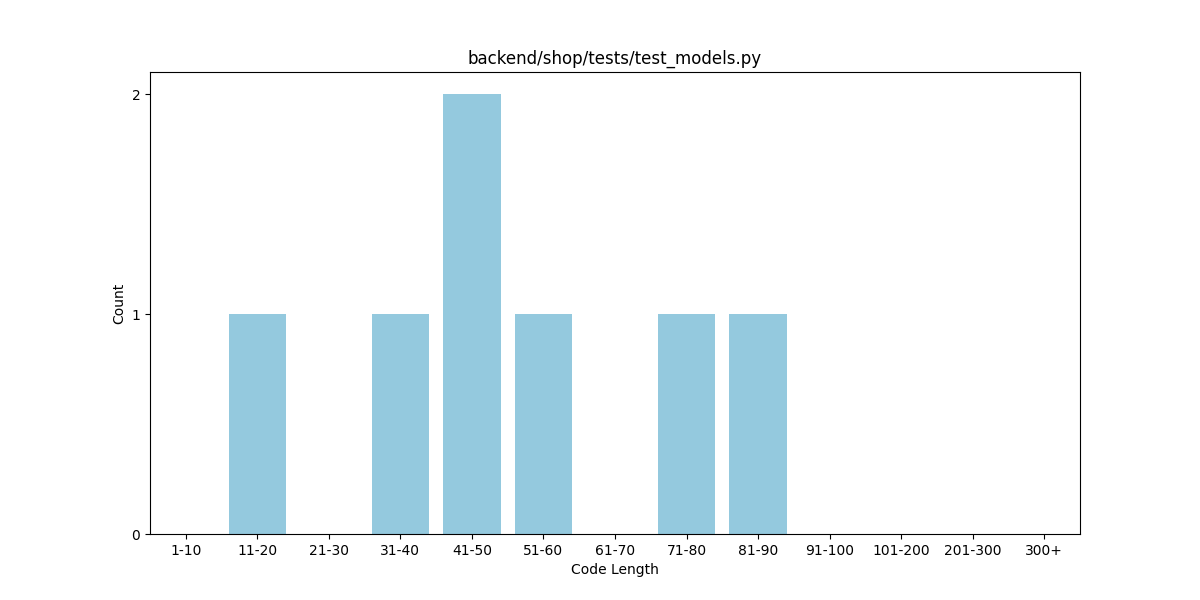 backend/shop/tests/test_models.py
Count
2
1
0
1-10 11-20 21-30 31-40 41-50 51-60 61-70 71-80 81-90 91-100 101-200 201-300 300+
Code Length